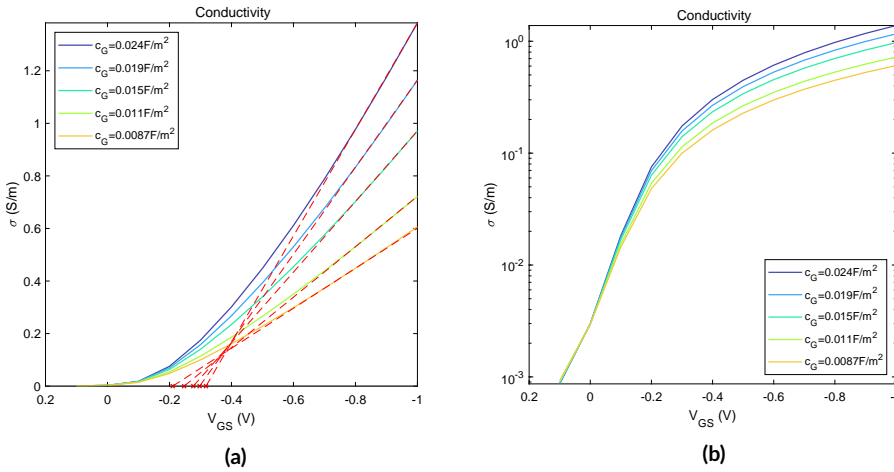 Conductivity
c_G=0.024F/m^2
c_G=0.019F/m^2
c_G=0.015F/m^2
c_G=0.011F/m^2
c_G=0.0087F/m^2
1.2
1
0.8
0.6
0.4
0.2
0
σ (S/m)
0.2 0 -0.2 -0.4 -0.6 -0.8 -1
V_GS (V)
(a)
Conductivity
10^0
10^-1
10^-2
10^-3
σ (S/m)
c_G=0.024F/m^2
c_G=0.019F/m^2
c_G=0.015F/m^2
c_G=0.011F/m^2
c_G=0.0087F/m^2
0.2 0 -0.2 -0.4 -0.6 -0.8
V_GS (V)
(b)